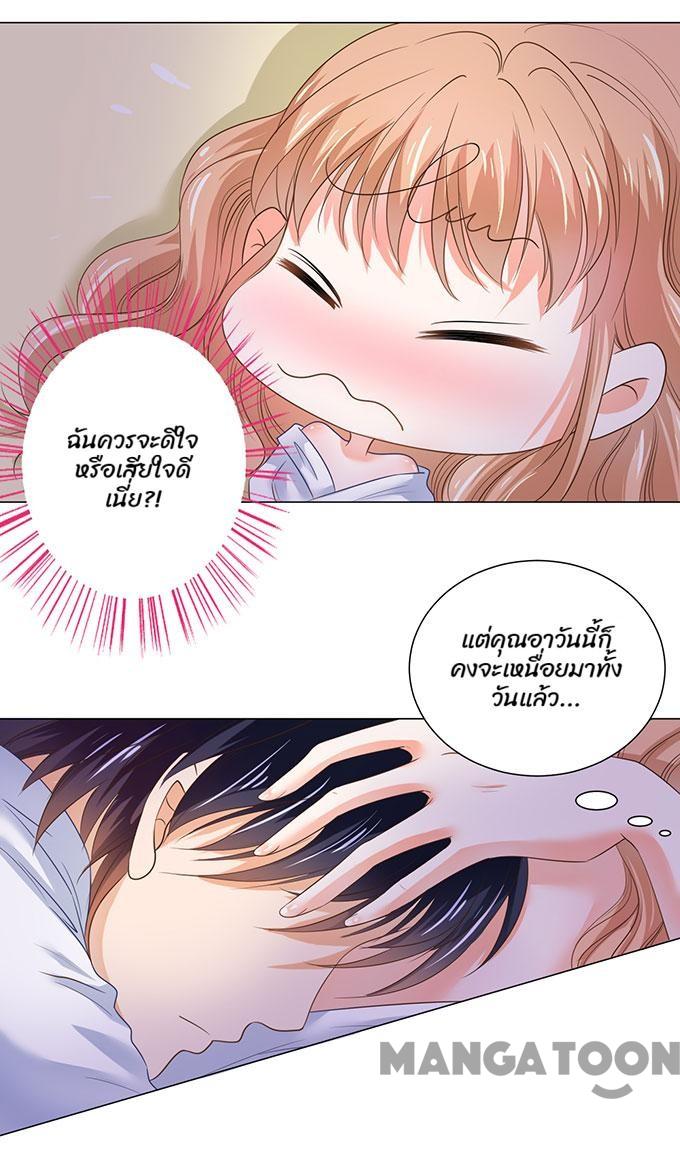 ฉันควรจะดีใจ
หรือเสียใจดี
เนี่ย?!
แต่คุณอาวันนี้ก็
คงจะเหนื่อยมาทั้ง
วันแล้ว...
MANGATOON